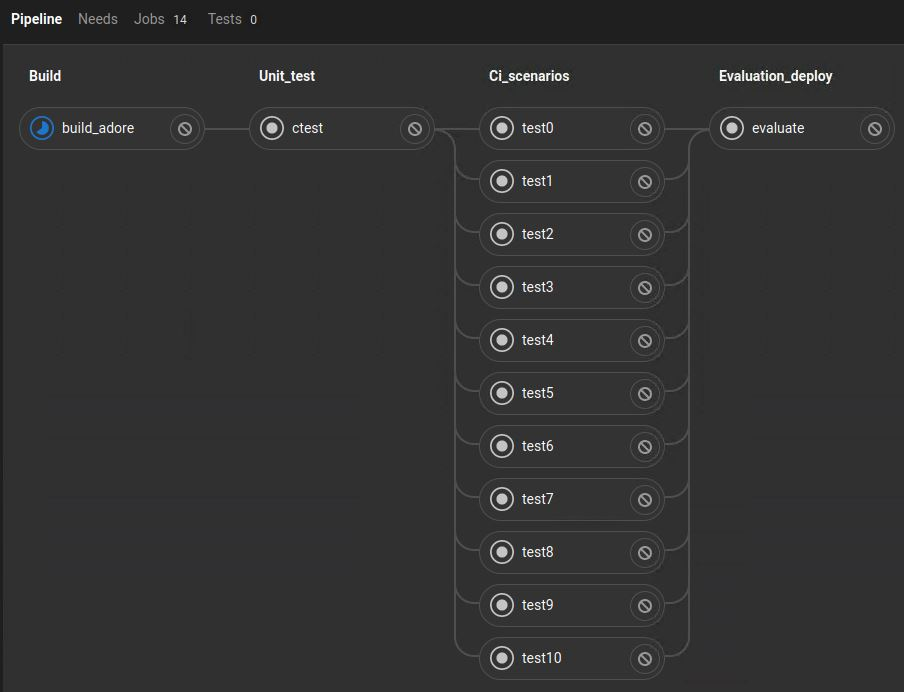 Pipeline Needs Jobs 14 Tests 0
Build Unit_test Ci_scenarios Evaluation_deploy
build_adore ctest test0 evaluate
test1
test2
test3
test4
test5
test6
test7
test8
test9
test10